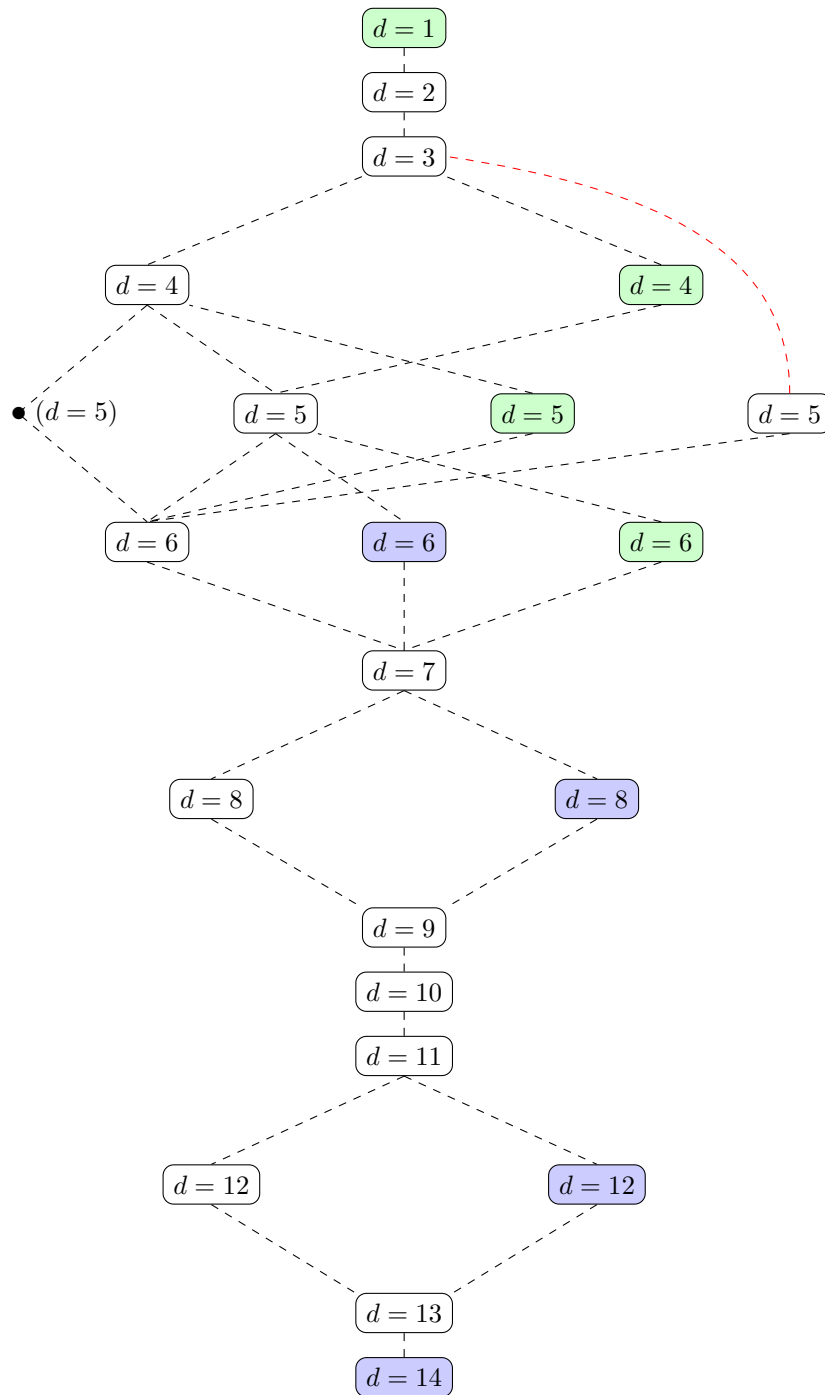 d = 1
d = 2
d = 3
d = 4 d = 4
(d = 5) d = 5 d = 5 d = 5
d = 6 d = 6 d = 6
d = 7
d = 8 d = 8
d = 9
d = 10
d = 11
d = 12 d = 12
d = 13
d = 14